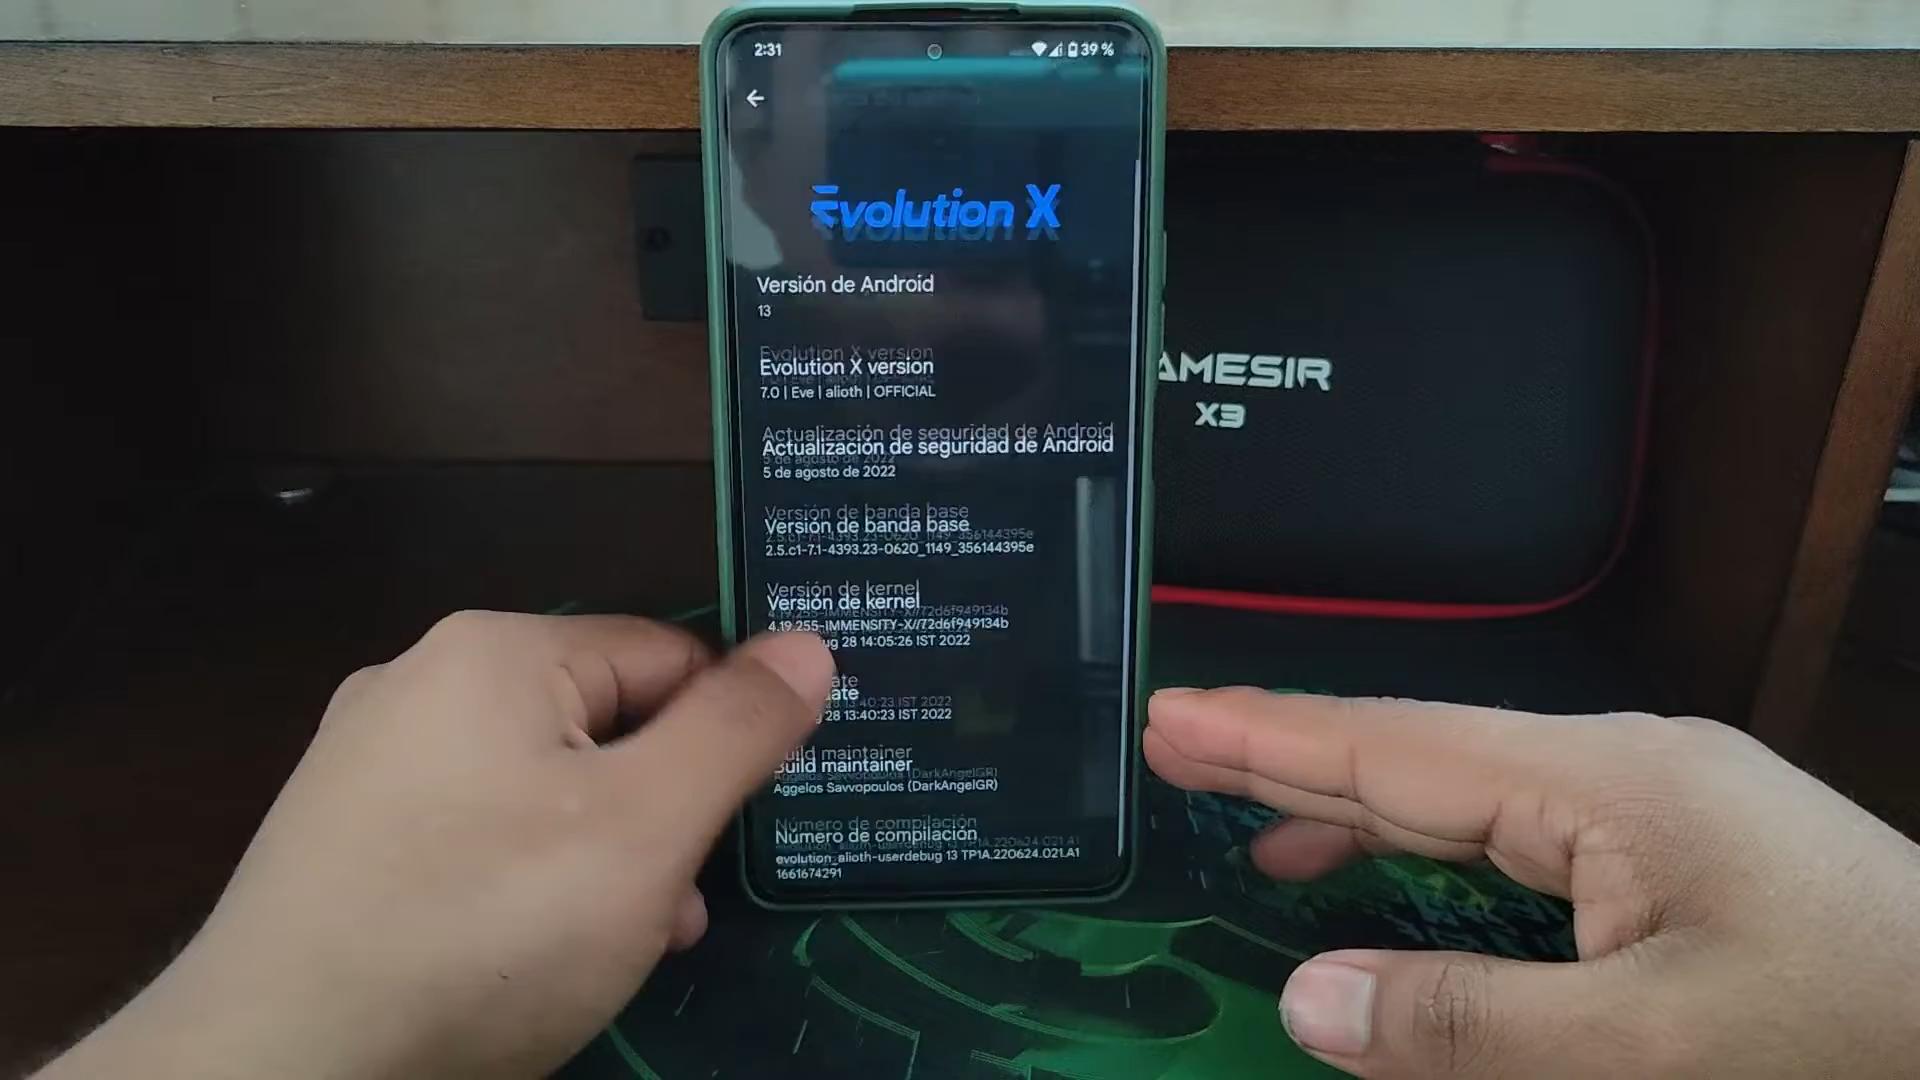 2:31
39 %
Evolution X
Versión de Android
13
Evolution X version
7.0 | Eve | alioth | OFFICIAL
Actualización de seguridad de Android
5 de agosto de 2022
Versión de banda base
2.5.c1-7.1-4393.23-0620_1149_356144395e
Versión de kernel
4.19.255-IMMENSITY-X//72d6f949134b
ug 28 14:05:26 IST 2022
ate
g 28 13:40:23 IST 2022
Build maintainer
Aggelos Savvopoulos (DarkAngelGR)
Número de compilación
evolution_alioth-userdebug 13 TP1A.220624.021.A1
1661674291
AMESIR
X3